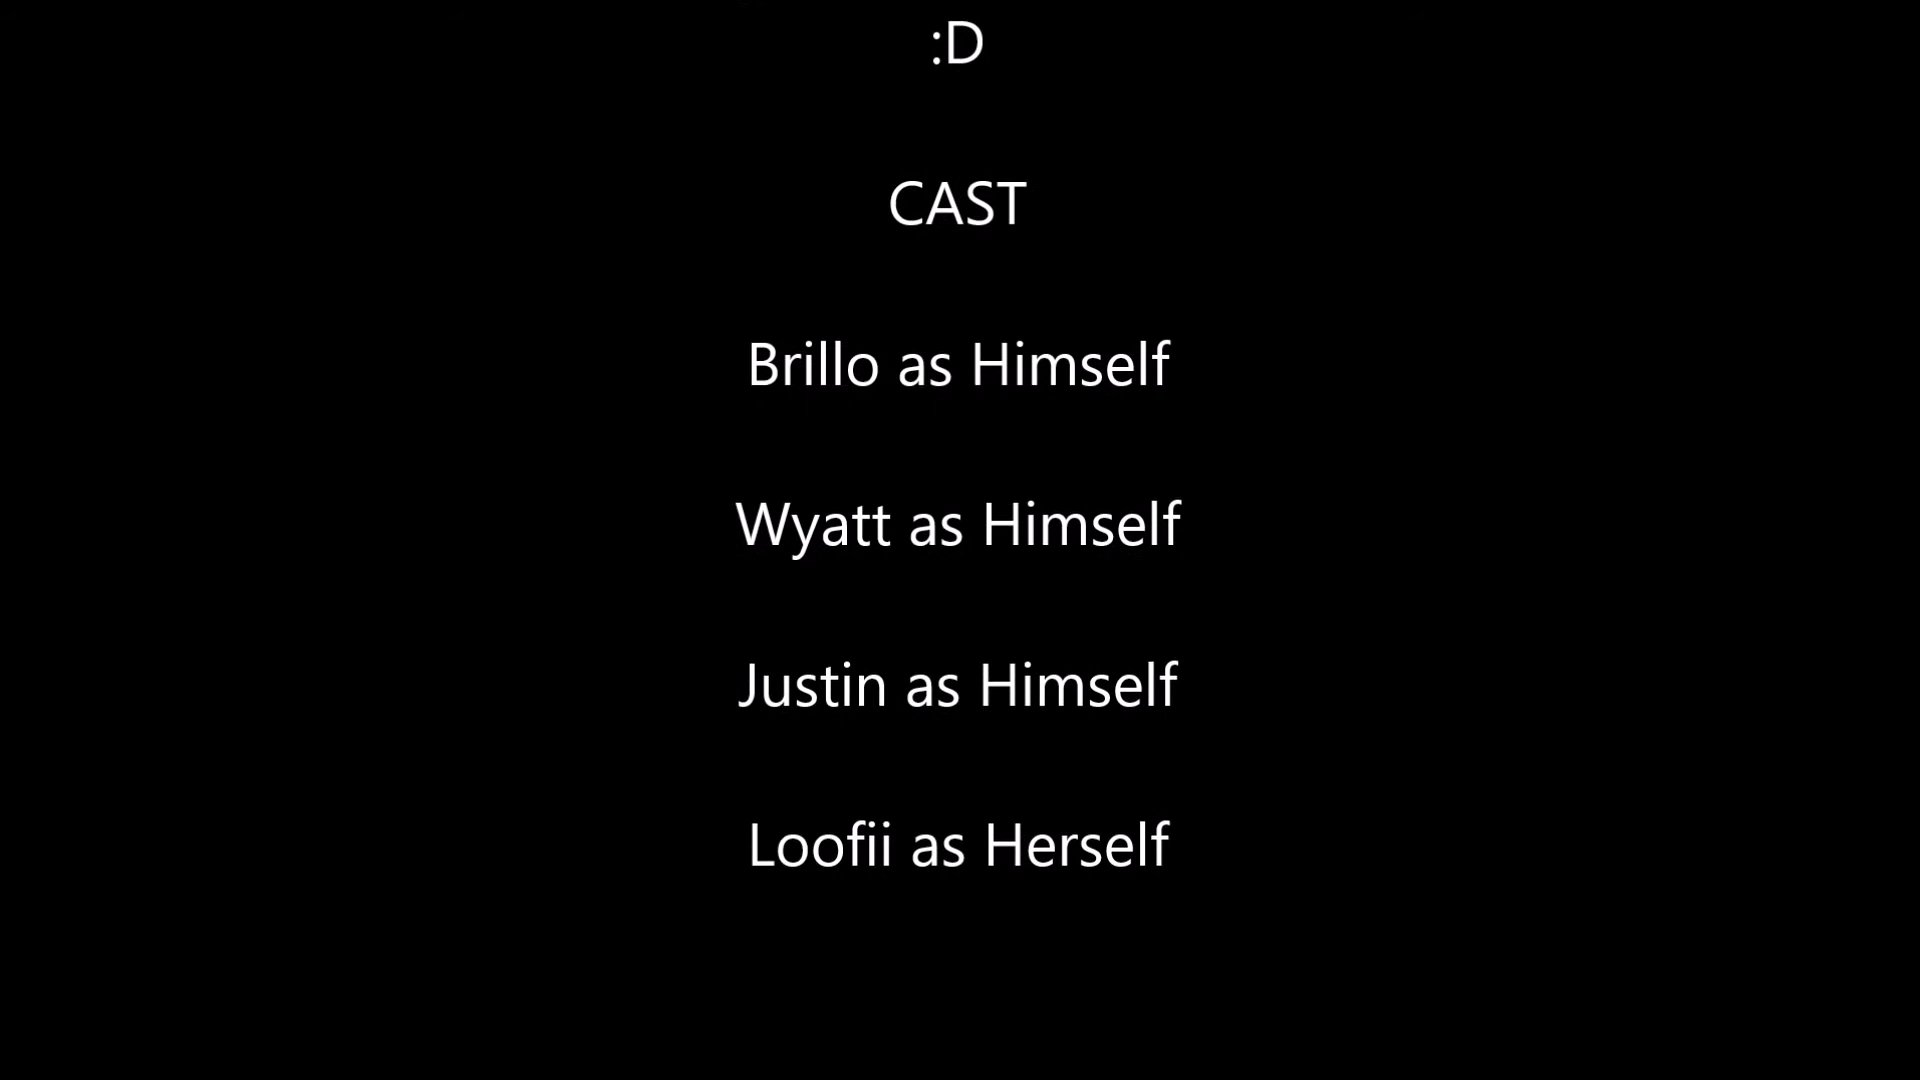 :D
CAST
Brillo as Himself
Wyatt as Himself
Justin as Himself
Loofii as Herself